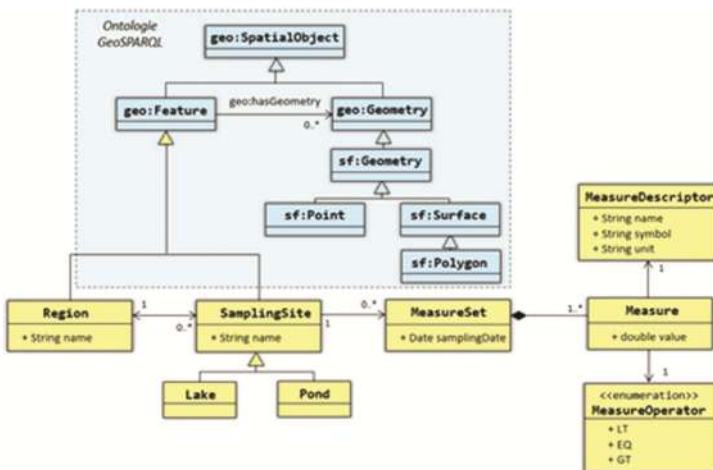 Ontologie
GeoSPARQL
geo:SpatialObject
geo:Feature
geo:hasGeometry
0..*
geo:Geometry
sf:Geometry
sf:Point
sf:Surface
sf:Polygon
MeasureDescriptor
+ String name
+ String symbol
+ String unit
1
Region
+ String name
1
0..*
SamplingSite
+ String name
1
0..*
MeasureSet
+ Date samplingDate
1..*
Measure
+ double value
1
Lake
Pond
<<enumeration>>
MeasureOperator
+ LT
+ EQ
+ GT